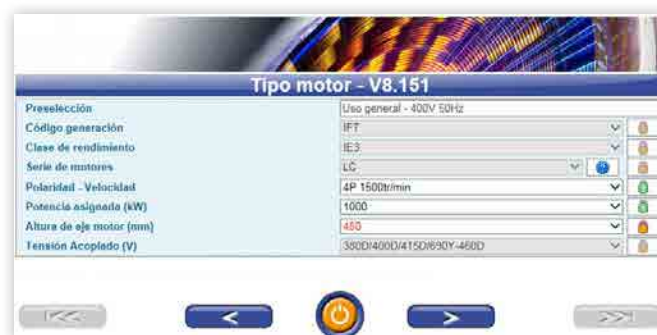 Tipo motor - V8.151
Preselección Uso general - 400V 50Hz
Código generación IFT
Clase de rendimiento IE3
Serie de motores LC ?
Polaridad - Velocidad 4P 1500tr/min
Potencia asignada (kW) 1000
Altura de eje motor (mm) 450
Tensión Acoplado (V) 380D/400D/415D/690Y-460D
|<< < > >>|